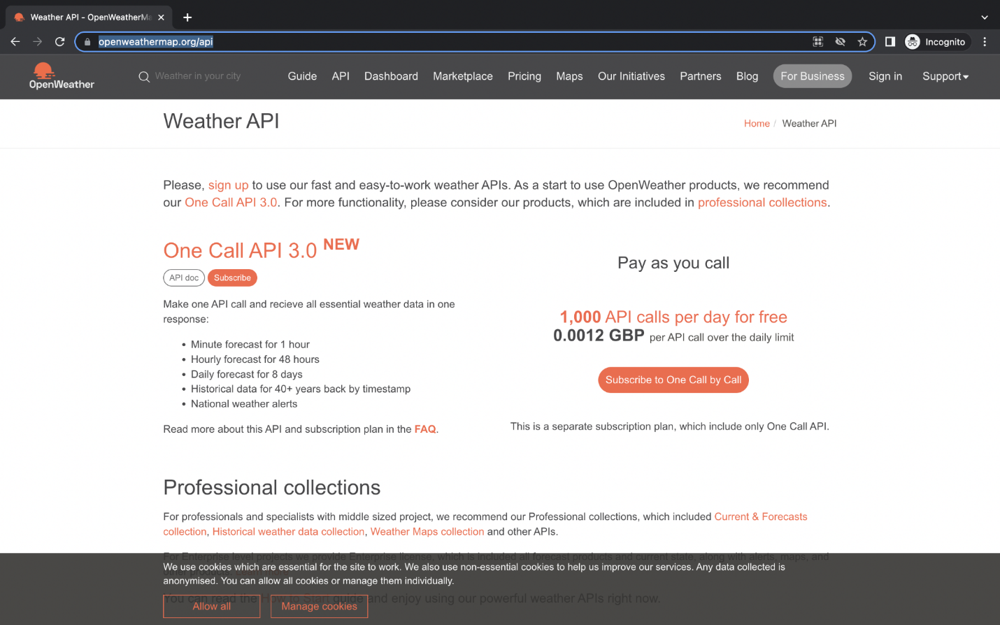 Weather API - OpenWeatherMa
openweathermap.org/api
Incognito
OpenWeather
Weather in your city
Guide API Dashboard Marketplace Pricing Maps Our Initiatives Partners Blog For Business Sign in Support
Weather API
Home / Weather API
Please, sign up to use our fast and easy-to-work weather APIs. As a start to use OpenWeather products, we recommend
our One Call API 3.0. For more functionality, please consider our products, which are included in professional collections.
One Call API 3.0 NEW
API doc Subscribe
Make one API call and recieve all essential weather data in one
response:
• Minute forecast for 1 hour
• Hourly forecast for 48 hours
• Daily forecast for 8 days
• Historical data for 40+ years back by timestamp
• National weather alerts
Read more about this API and subscription plan in the FAQ.
Pay as you call
1,000 API calls per day for free
0.0012 GBP per API call over the daily limit
Subscribe to One Call by Call
This is a separate subscription plan, which include only One Call API.
Professional collections
For professionals and specialists with middle sized project, we recommend our Professional collections, which included Current & Forecasts
collection, Historical weather data collection, Weather Maps collection and other APIs.
For Enterprise level projects we provide Enterprise license, which is included all forecast products and current state, along with alerts, maps, and
other products.
We use cookies which are essential for the site to work. We also use non-essential cookies to help us improve our services. Any data collected is
anonymised. You can allow all cookies or manage them individually.
You can read the How to Start guide and enjoy using our powerful weather APIs right now.
Allow all Manage cookies